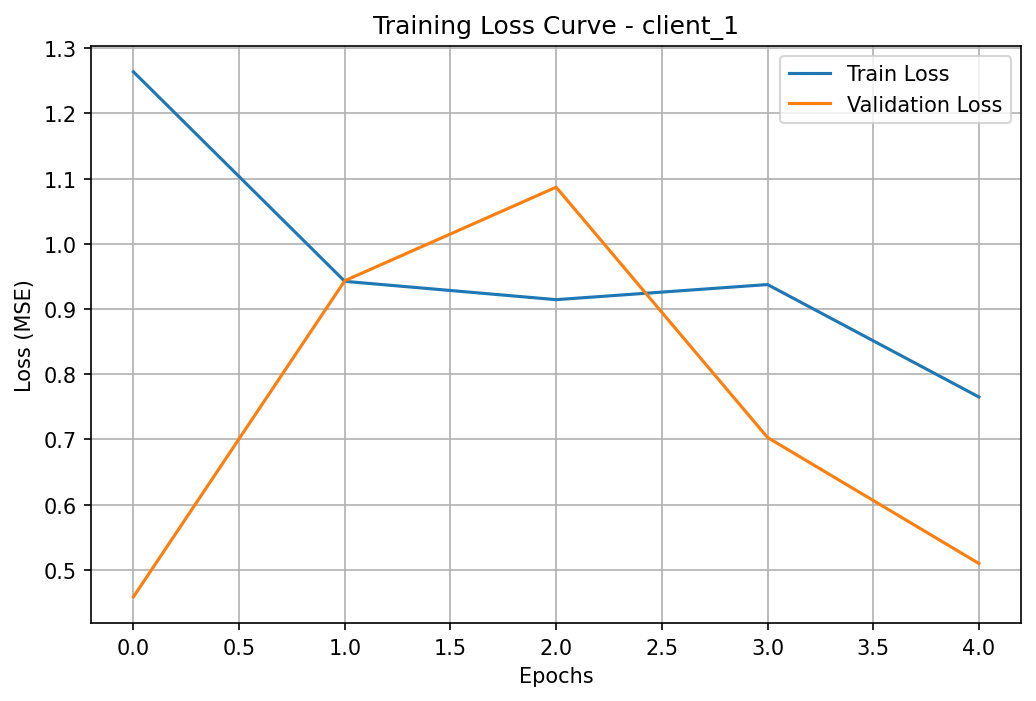 Training Loss Curve - client_1
Train Loss
Validation Loss
1.3
1.2
1.1
1.0
0.9
0.8
0.7
0.6
0.5
Loss (MSE)
0.0 0.5 1.0 1.5 2.0 2.5 3.0 3.5 4.0
Epochs